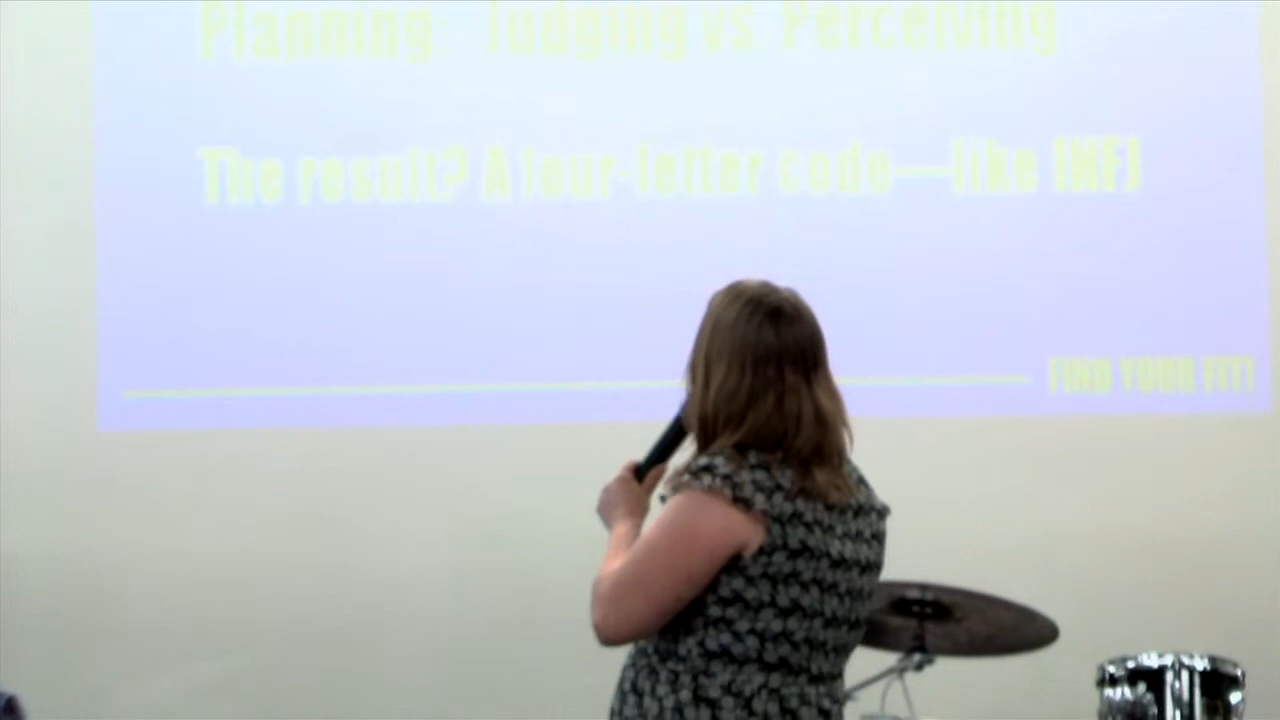 Planning: Judging vs. Perceiving
The result? A four-letter code—like INFJ
FIND YOUR FIT!